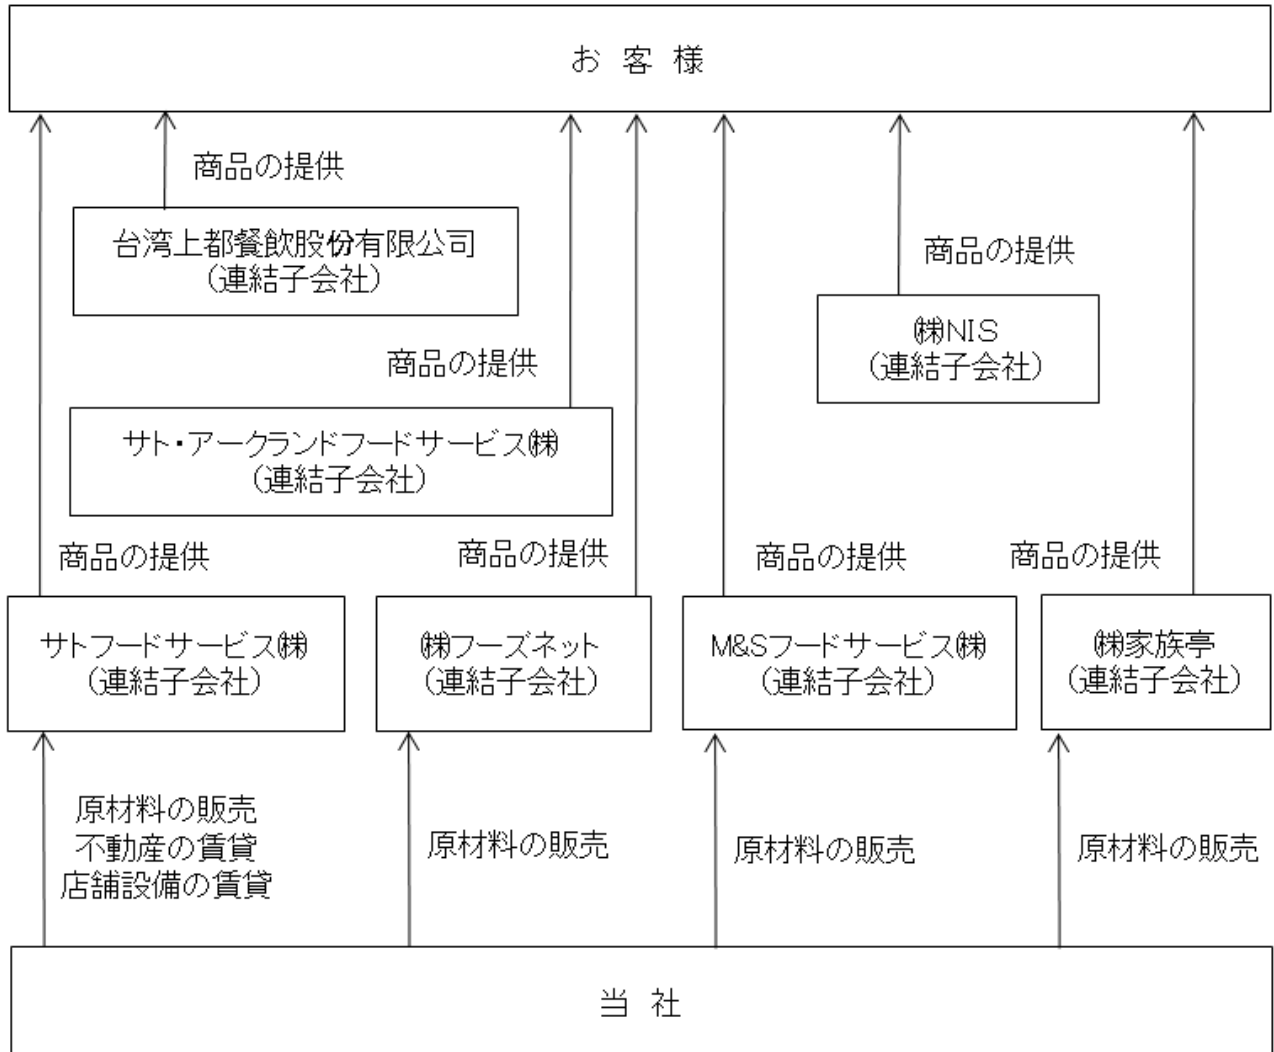 お 客 様
商品の提供
台湾上都餐飲股份有限公司
（連結子会社）
商品の提供
㈱NIS
（連結子会社）
商品の提供
サト・アークランドフードサービス㈱
（連結子会社）
商品の提供
商品の提供
商品の提供
商品の提供
サトフードサービス㈱
（連結子会社）
㈱フーズネット
（連結子会社）
M&Sフードサービス㈱
（連結子会社）
㈱家族亭
（連結子会社）
原材料の販売
不動産の賃貸
店舗設備の賃貸
原材料の販売
原材料の販売
原材料の販売
当 社